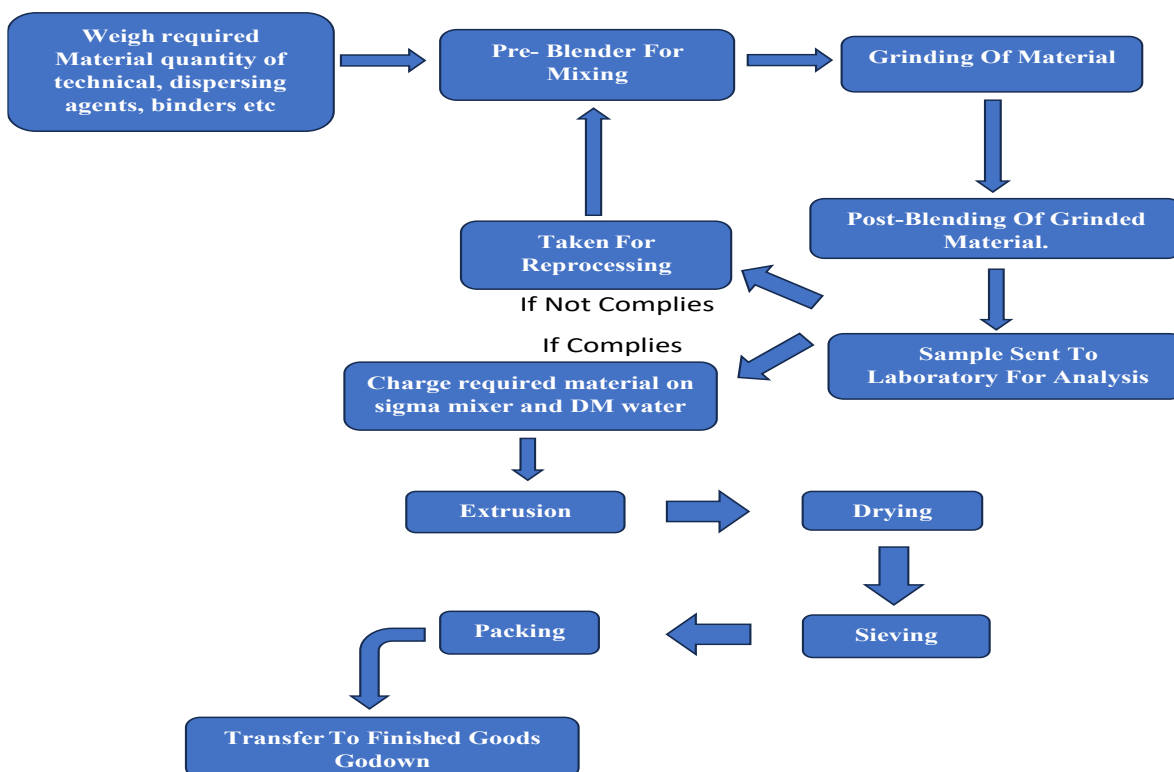 Weigh required
Material quantity of
technical, dispersing
agents, binders etc
Pre- Blender For
Mixing
Grinding Of Material
Post-Blending Of Grinded
Material.
Sample Sent To
Laboratory For Analysis
Taken For
Reprocessing
If Not Complies
If Complies
Charge required material on
sigma mixer and DM water
Extrusion
Drying
Sieving
Packing
Transfer To Finished Goods
Godown